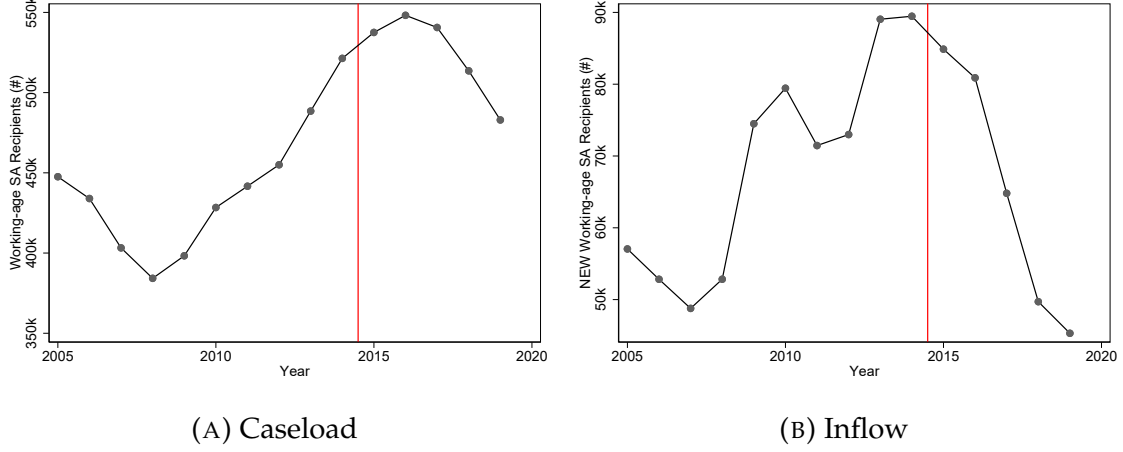 550k
500k
450k
400k
350k
Working-age SA Recipients (#)
2005 2010 2015 2020
Year
(A) Caseload
90k
80k
70k
60k
50k
NEW Working-age SA Recipients (#)
2005 2010 2015 2020
Year
(B) Inflow